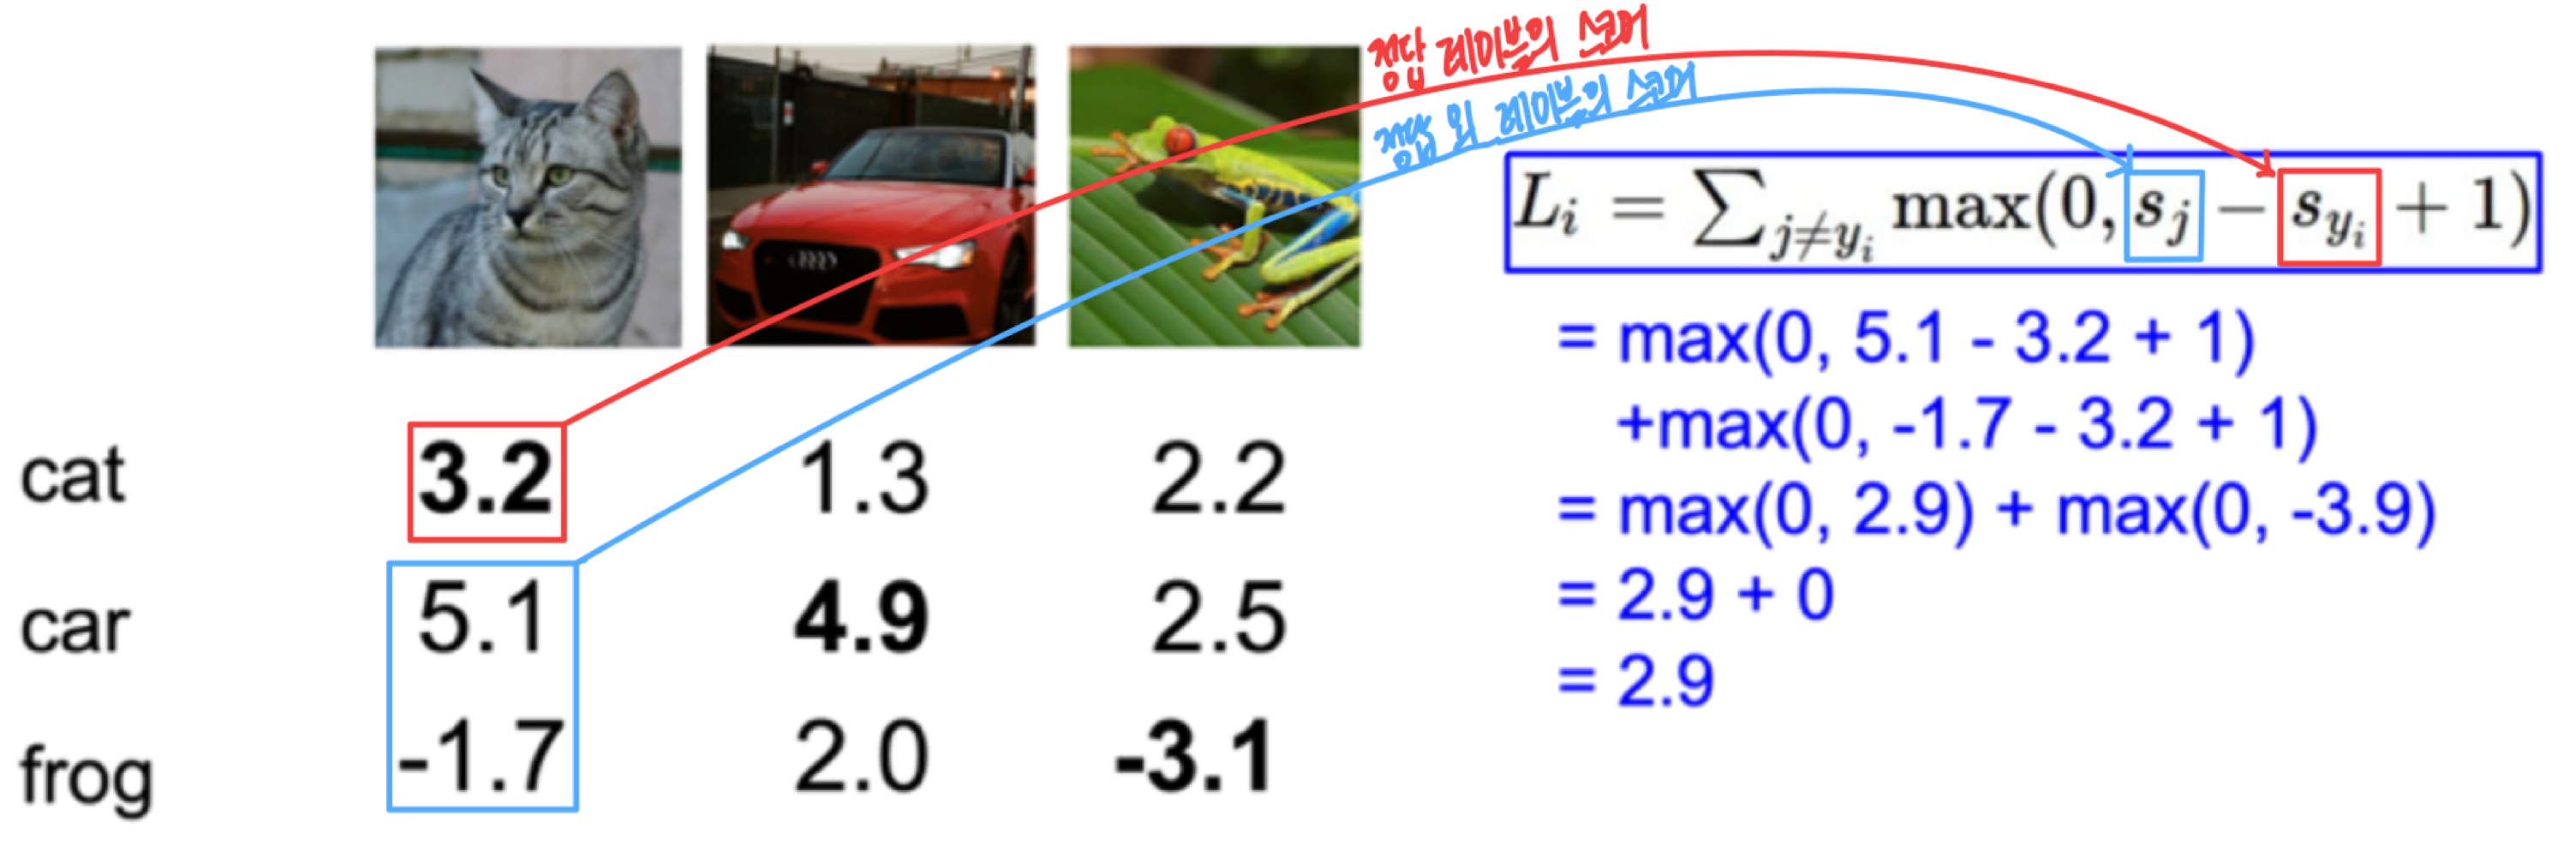 정답 레이블의 스코어
정답 외 레이블의 스코어
L_i = ∑_{j≠y_i} max(0, s_j − s_{y_i} + 1)
= max(0, 5.1 - 3.2 + 1)
+max(0, -1.7 - 3.2 + 1)
= max(0, 2.9) + max(0, -3.9)
= 2.9 + 0
= 2.9
cat 3.2 1.3 2.2
car 5.1 4.9 2.5
frog -1.7 2.0 -3.1